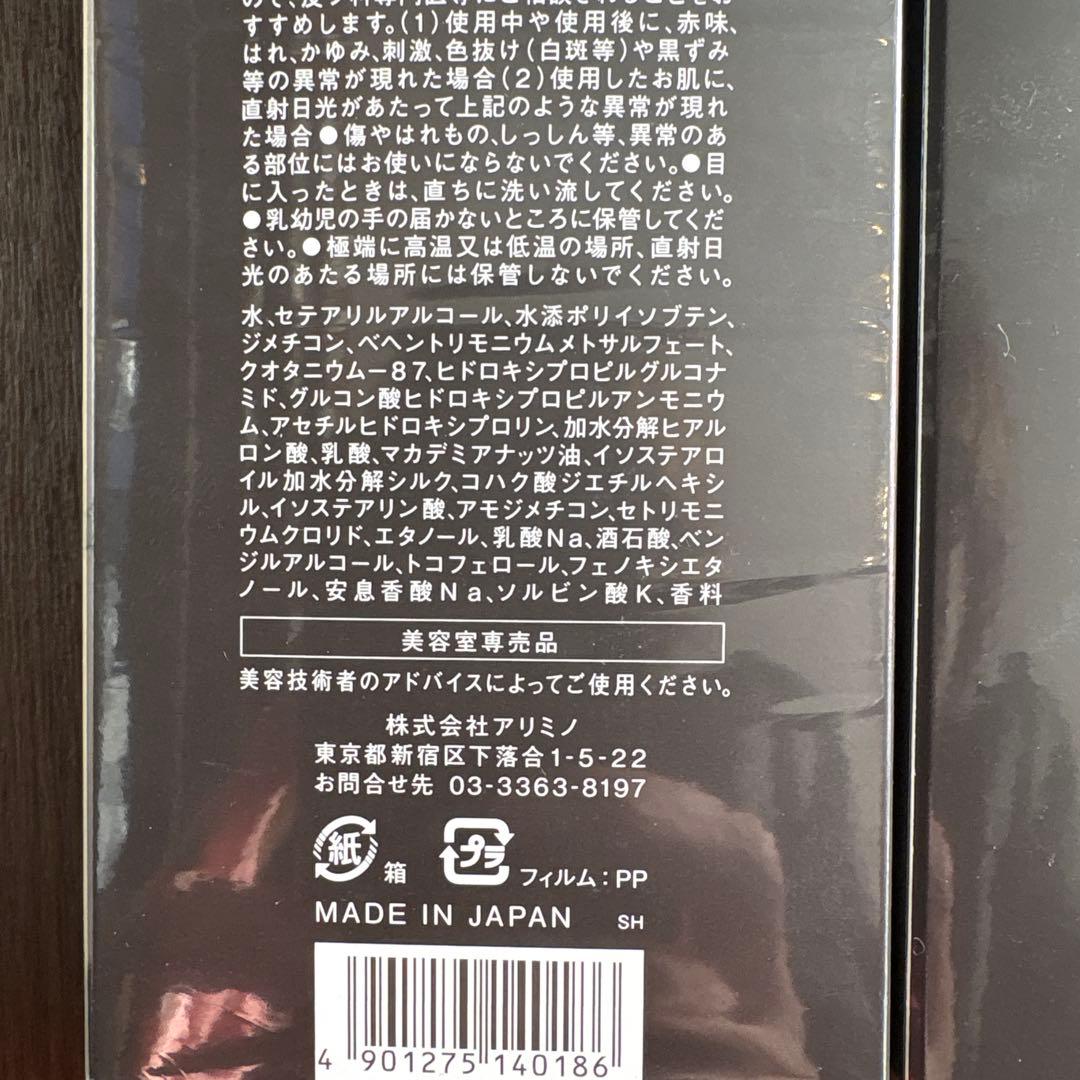 すすめします。(1)使用中や使用後に、赤味、
はれ、かゆみ、刺激、色抜け(白斑等)や黒ずみ
等の異常が現れた場合(2)使用したお肌に、
直射日光があたって上記のような異常が現れ
た場合●傷やはれもの、しっしん等、異常のあ
る部位にはお使いにならないでください。●目
に入ったときは、直ちに洗い流してください。
●乳幼児の手の届かないところに保管してくだ
さい。●極端に高温又は低温の場所、直射日
光のあたる場所には保管しないでください。
水、セテアリルアルコール、水添ポリイソブテン、
ジメチコン、ベヘントリモニウムメトサルフェート、
クオタニウムー87、ヒドロキシプロピルグルコナ
ミド、グルコン酸ヒドロキシプロピルアンモニウ
ム、アセチルヒドロキシプロリン、加水分解ヒアル
ロン酸、乳酸、マカデミアナッツ油、イソステアロ
イル加水分解シルク、コハク酸ジエチルヘキシ
ル、イソステアリン酸、アモジメチコン、セトリモニ
ウムクロリド、エタノール、乳酸Na、酒石酸、ベン
ジルアルコール、トコフェロール、フェノキシエタ
ノール、安息香酸Na、ソルビン酸K、香料
美容室専売品
美容技術者のアドバイスによってご使用ください。
株式会社アリミノ
東京都新宿区下落合1-5-22
お問合せ先 03-3363-8197
紙 箱 プラ フィルム:PP
MADE IN JAPAN SH
4 901275 140186